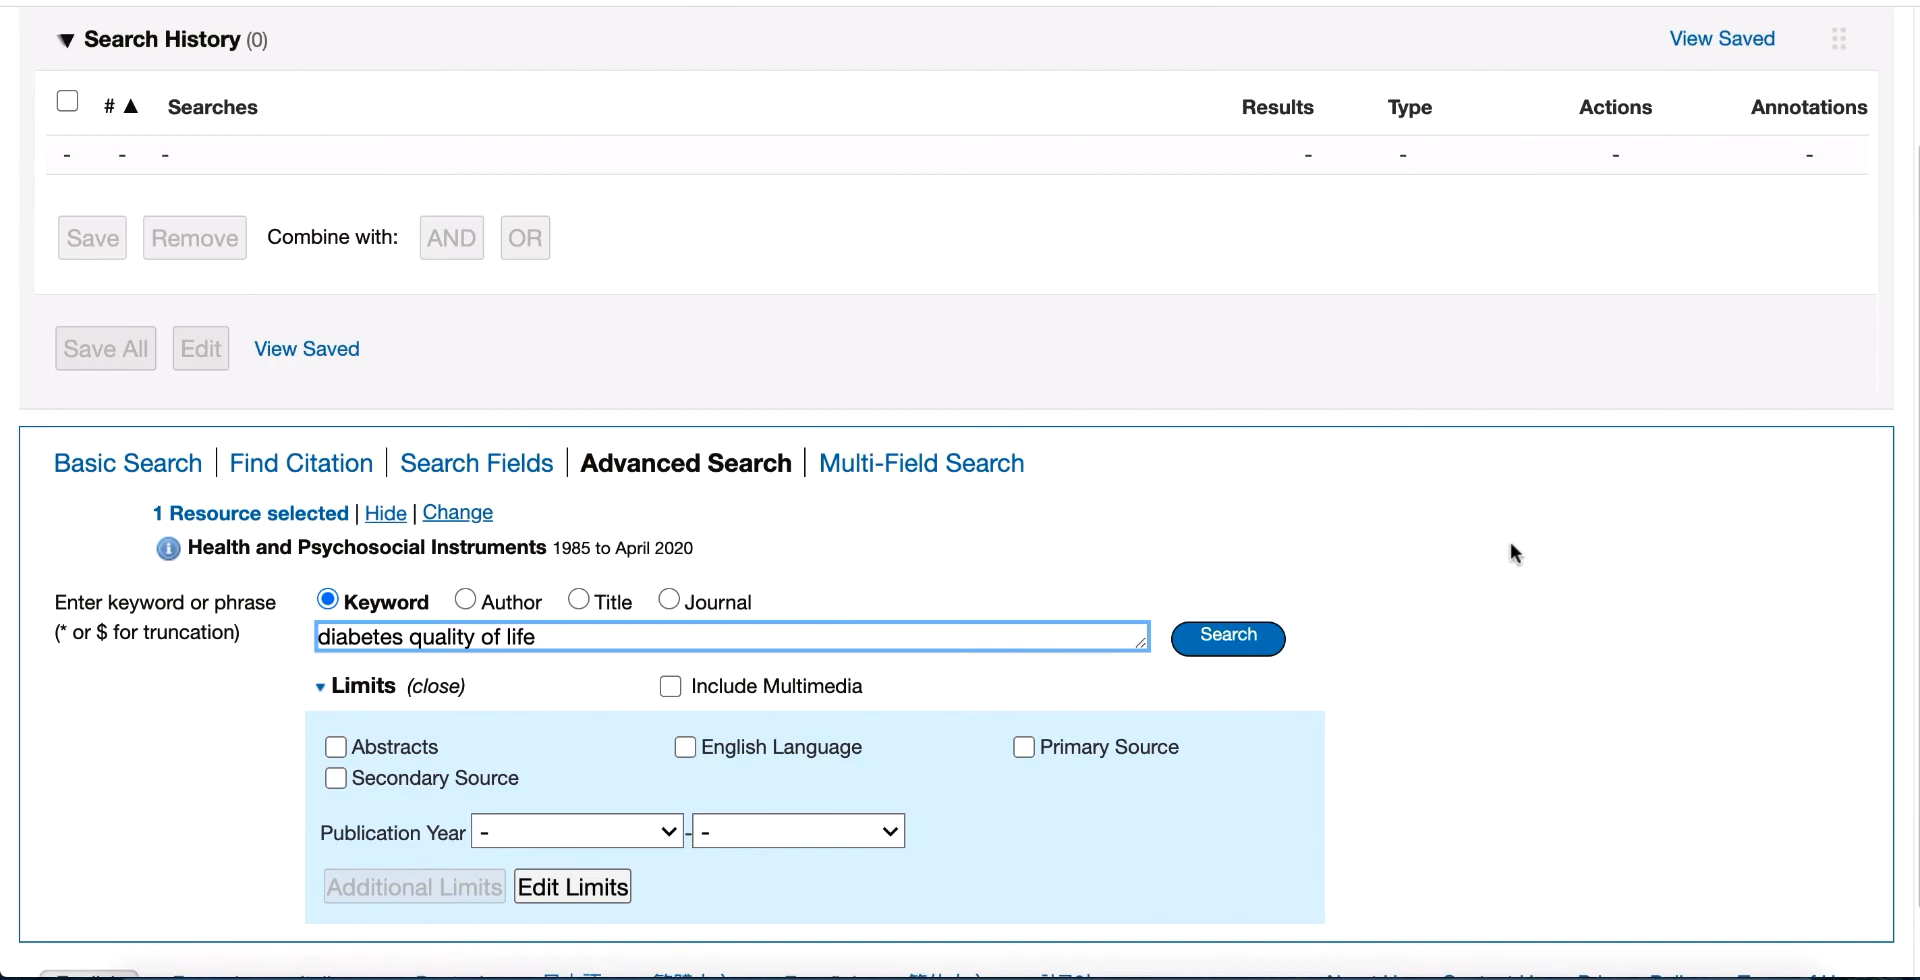 ▼ Search History (0) View Saved
# ▲ Searches Results Type Actions Annotations
- - - - - - -
Save Remove Combine with: AND OR
Save All Edit View Saved
Basic Search | Find Citation | Search Fields | Advanced Search | Multi-Field Search
1 Resource selected | Hide | Change
Health and Psychosocial Instruments 1985 to April 2020
Enter keyword or phrase Keyword Author Title Journal
(* or $ for truncation) diabetes quality of life Search
▾ Limits (close) Include Multimedia
Abstracts English Language Primary Source
Secondary Source
Publication Year - - -
Additional Limits Edit Limits